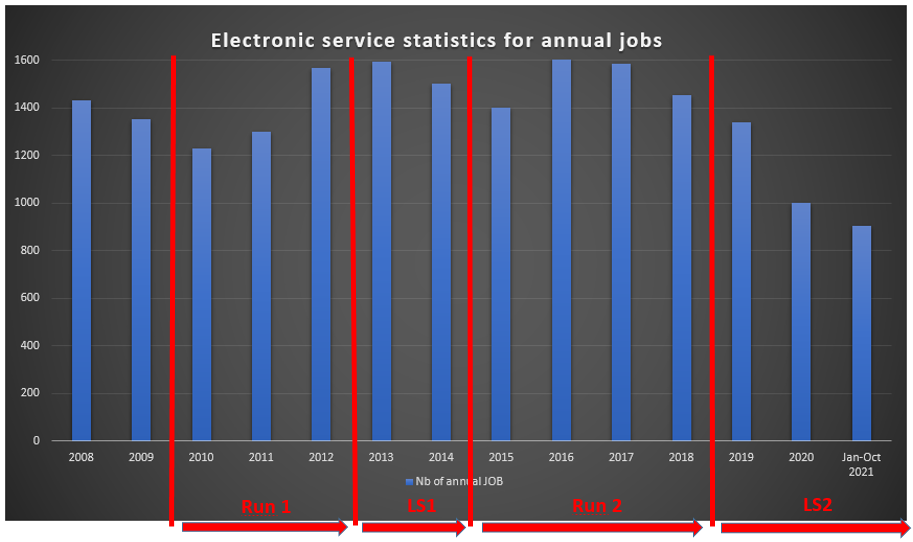 Electronic service statistics for annual jobs
1600
1400
1200
1000
800
600
400
200
0
2008 2009 2010 2011 2012 2013 2014 2015 2016 2017 2018 2019 2020 Jan-Oct
2021
Nb of annual JOB
Run 1 LS1 Run 2 LS2